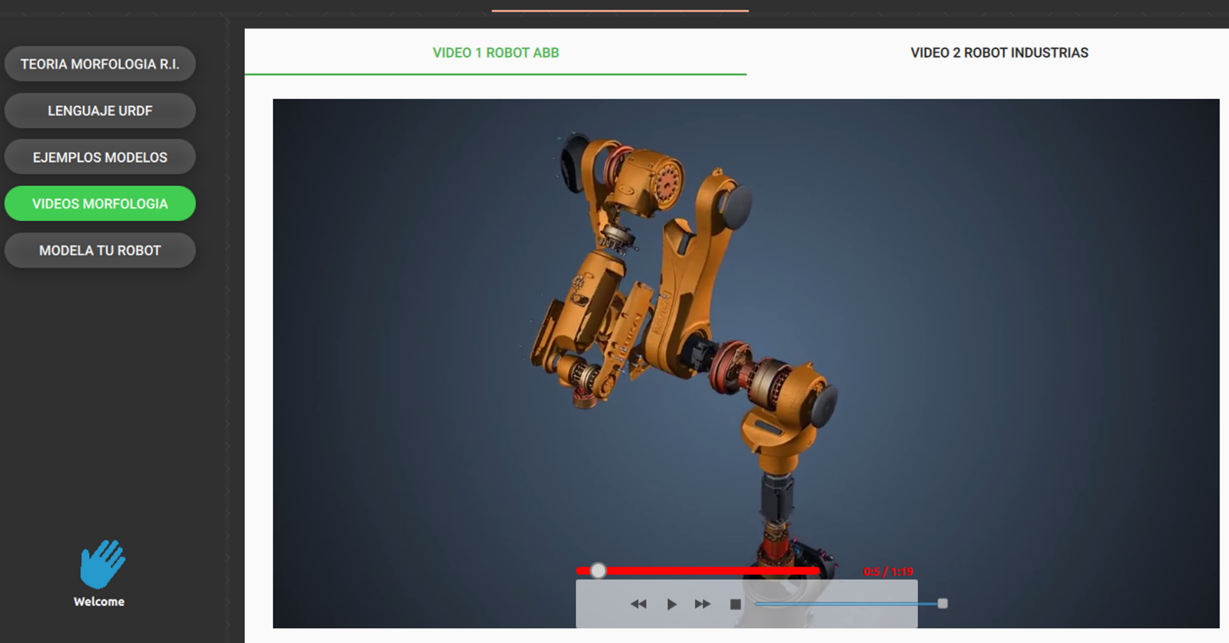 TEORIA MORFOLOGIA R.I.
LENGUAJE URDF
EJEMPLOS MODELOS
VIDEOS MORFOLOGIA
MODELA TU ROBOT
Welcome
VIDEO 1 ROBOT ABB
VIDEO 2 ROBOT INDUSTRIAS
0:5 / 1:19